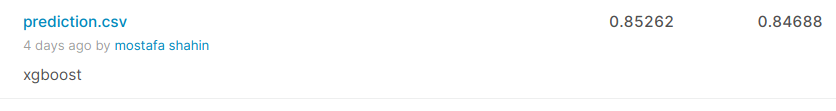 prediction.csv 0.85262 0.84688
4 days ago by mostafa shahin
xgboost